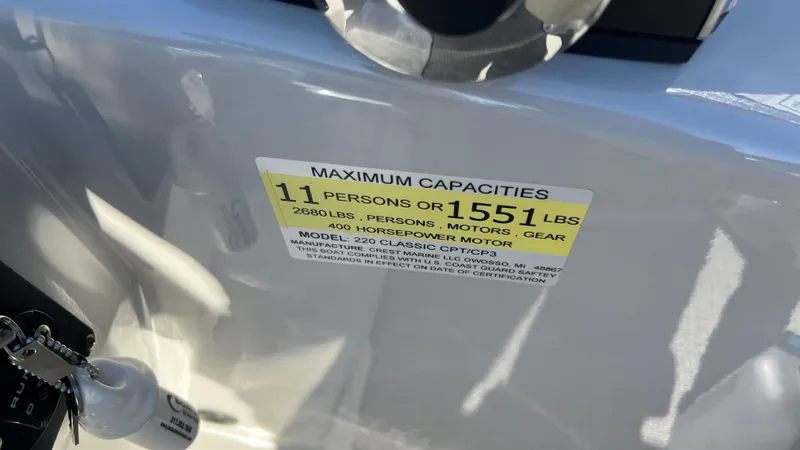 MAXIMUM CAPACITIES
11 PERSONS OR 1551 LBS
2680 LBS . PERSONS . MOTORS . GEAR
400 HORSEPOWER MOTOR
MODEL: 220 CLASSIC CPT/CP3
MANUFACTURE: CREST MARINE LLC OWOSSO, MI 48867
THIS BOAT COMPLIES WITH U.S. COAST GUARD SAFTEY
STANDARDS IN EFFECT ON DATE OF CERTIFICATION
RUN